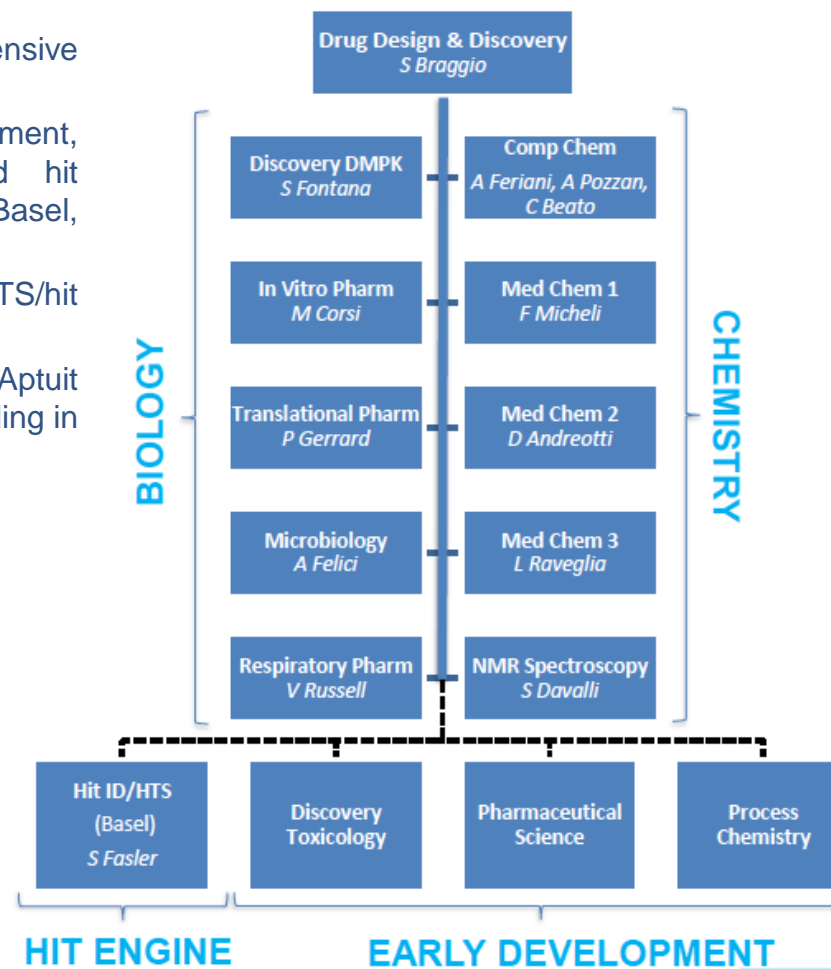 ensive
ment,
d hit
Basel,
TS/hit
Aptuit
ling in
Drug Design & Discovery
S Braggio
BIOLOGY
Discovery DMPK
S Fontana
In Vitro Pharm
M Corsi
Translational Pharm
P Gerrard
Microbiology
A Felici
Respiratory Pharm
V Russell
Comp Chem
A Feriani, A Pozzan,
C Beato
Med Chem 1
F Micheli
Med Chem 2
D Andreotti
Med Chem 3
L Raveglia
NMR Spectroscopy
S Davalli
CHEMISTRY
Hit ID/HTS
(Basel)
S Fasler
Discovery
Toxicology
Pharmaceutical
Science
Process
Chemistry
HIT ENGINE
EARLY DEVELOPMENT